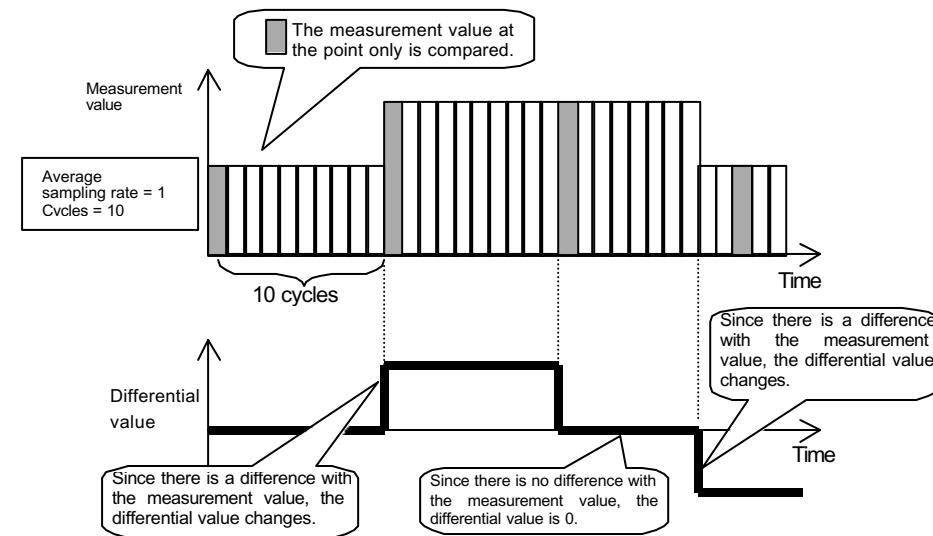 The measurement value at
the point only is compared.
Measurement
value
Average
sampling rate = 1
Cvcles = 10
10 cycles
Time
Since there is a difference
with the measurement
value, the differential value
changes.
Differential
value
Time
Since there is a difference with
the measurement value, the
differential value changes.
Since there is no difference with
the measurement value, the
differential value is 0.